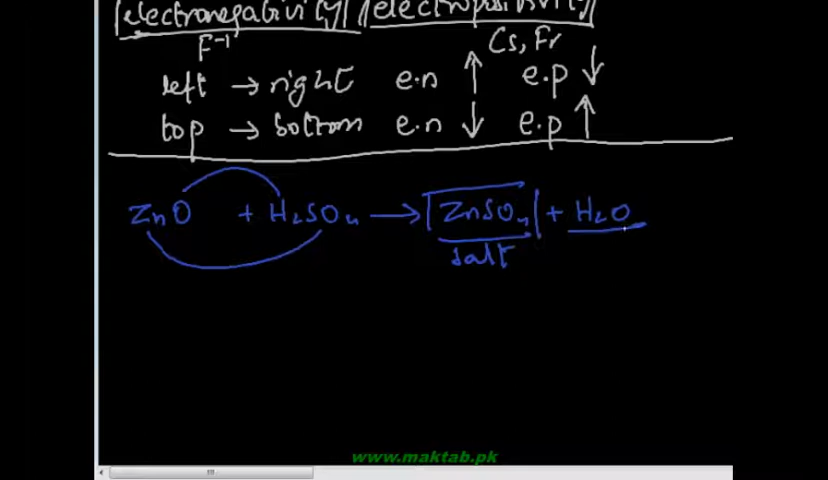 electronegativity / electropositivity
F⁻¹ Cs, Fr
left → right e.n ↑ e.p ↓
top → bottom e.n ↓ e.p ↑
ZnO + H₂SO₄ → ZnSO₄ + H₂O
salt
www.maktab.pk